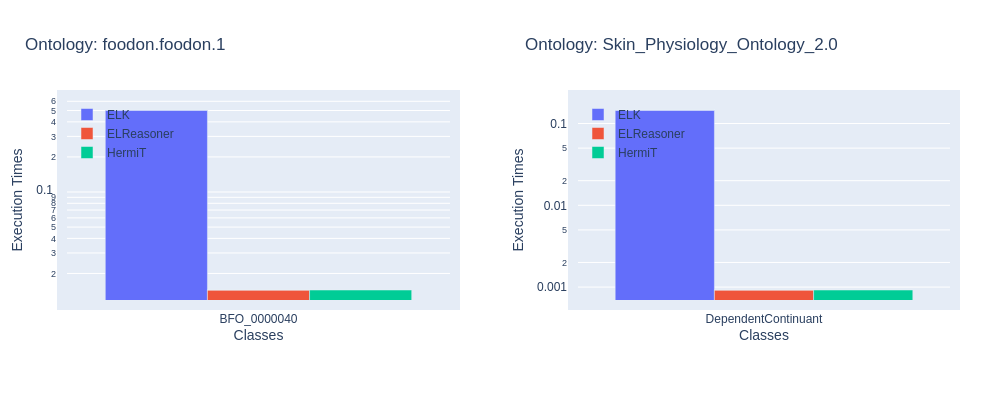 Ontology: foodon.foodon.1
Execution Times
6
5
4
3
2
0.1
9
8
7
6
5
4
3
2
ELK
ELReasoner
HermiT
BFO_0000040
Classes
Ontology: Skin_Physiology_Ontology_2.0
Execution Times
0.1
5
2
0.01
5
2
0.001
ELK
ELReasoner
HermiT
DependentContinuant
Classes